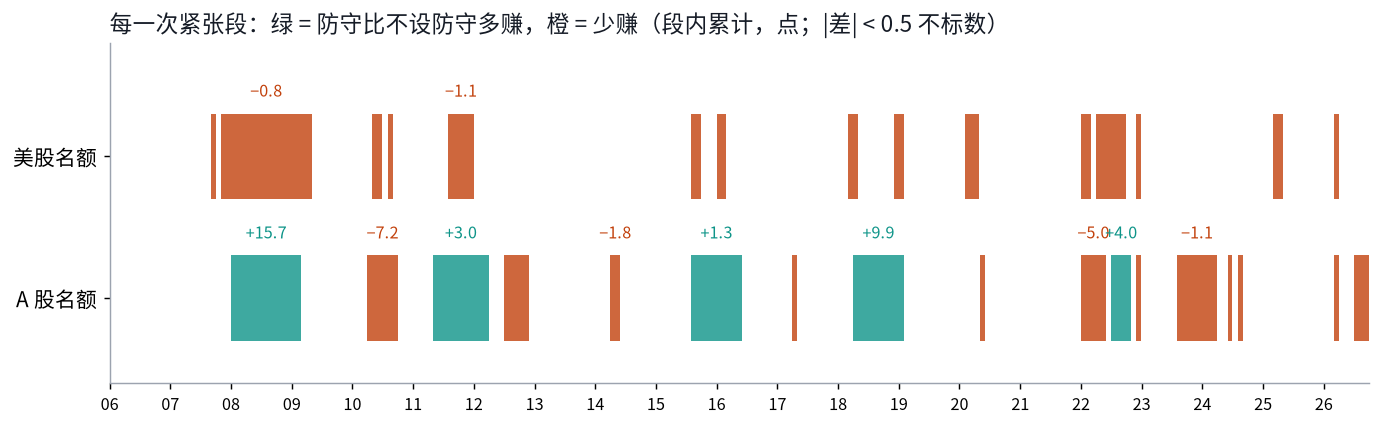 每一次紧张段：绿 = 防守比不设防守多赚，橙 = 少赚（段内累计，点；|差| < 0.5 不标数）
−0.8 −1.1
美股名额
+15.7 −7.2 +3.0 −1.8 +1.3 +9.9 −5.0 +4.0 −1.1
A 股名额
06 07 08 09 10 11 12 13 14 15 16 17 18 19 20 21 22 23 24 25 26